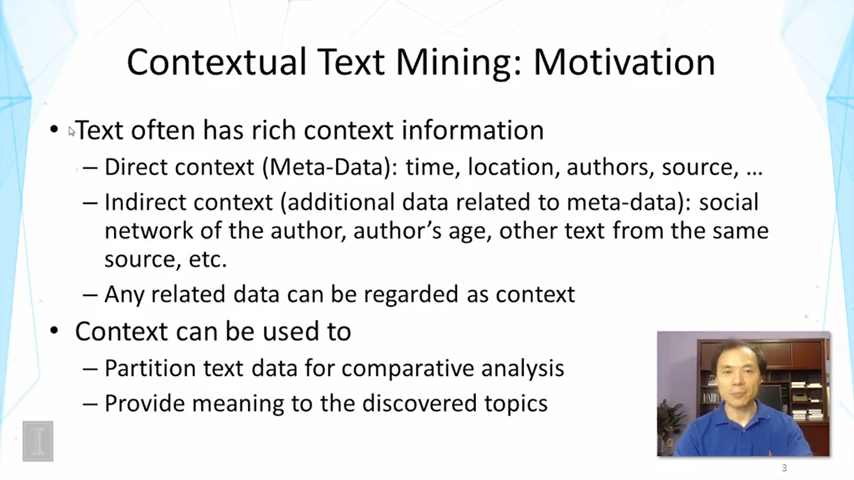 Contextual Text Mining: Motivation
• Text often has rich context information
– Direct context (Meta-Data): time, location, authors, source, …
– Indirect context (additional data related to meta-data): social
network of the author, author's age, other text from the same
source, etc.
– Any related data can be regarded as context
• Context can be used to
– Partition text data for comparative analysis
– Provide meaning to the discovered topics
I
3